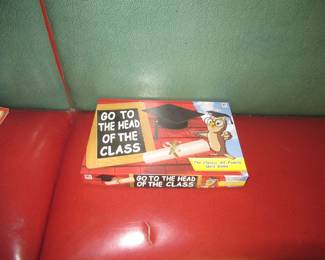 GO TO
THE HEAD
OF THE
CLASS
The Classic All-Family
Quiz Game
GO TO THE HEAD
OF THE CLASS